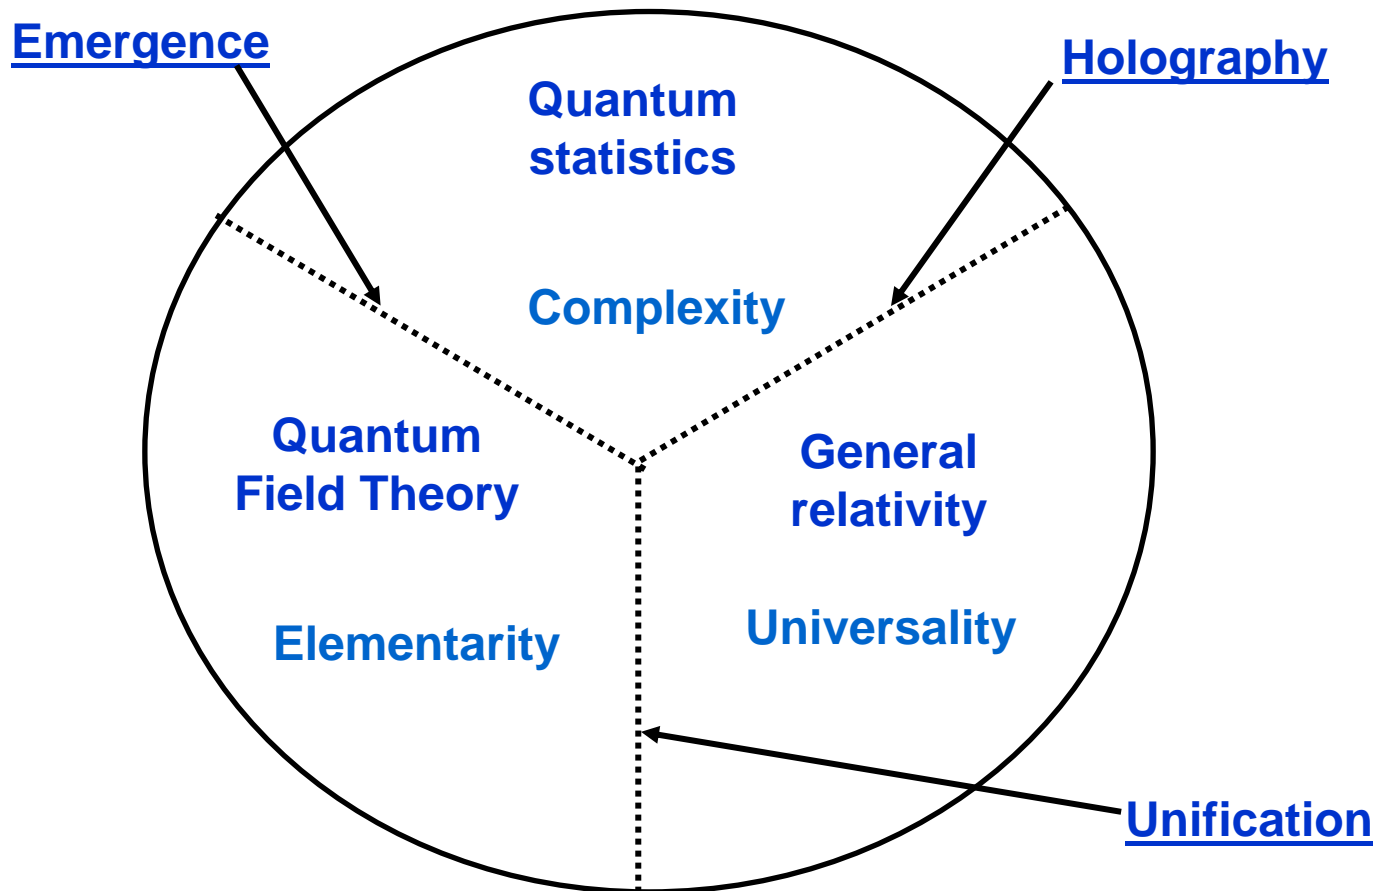 Emergence
Holography
Quantum
statistics
Complexity
Quantum
Field Theory
General
relativity
Elementarity
Universality
Unification